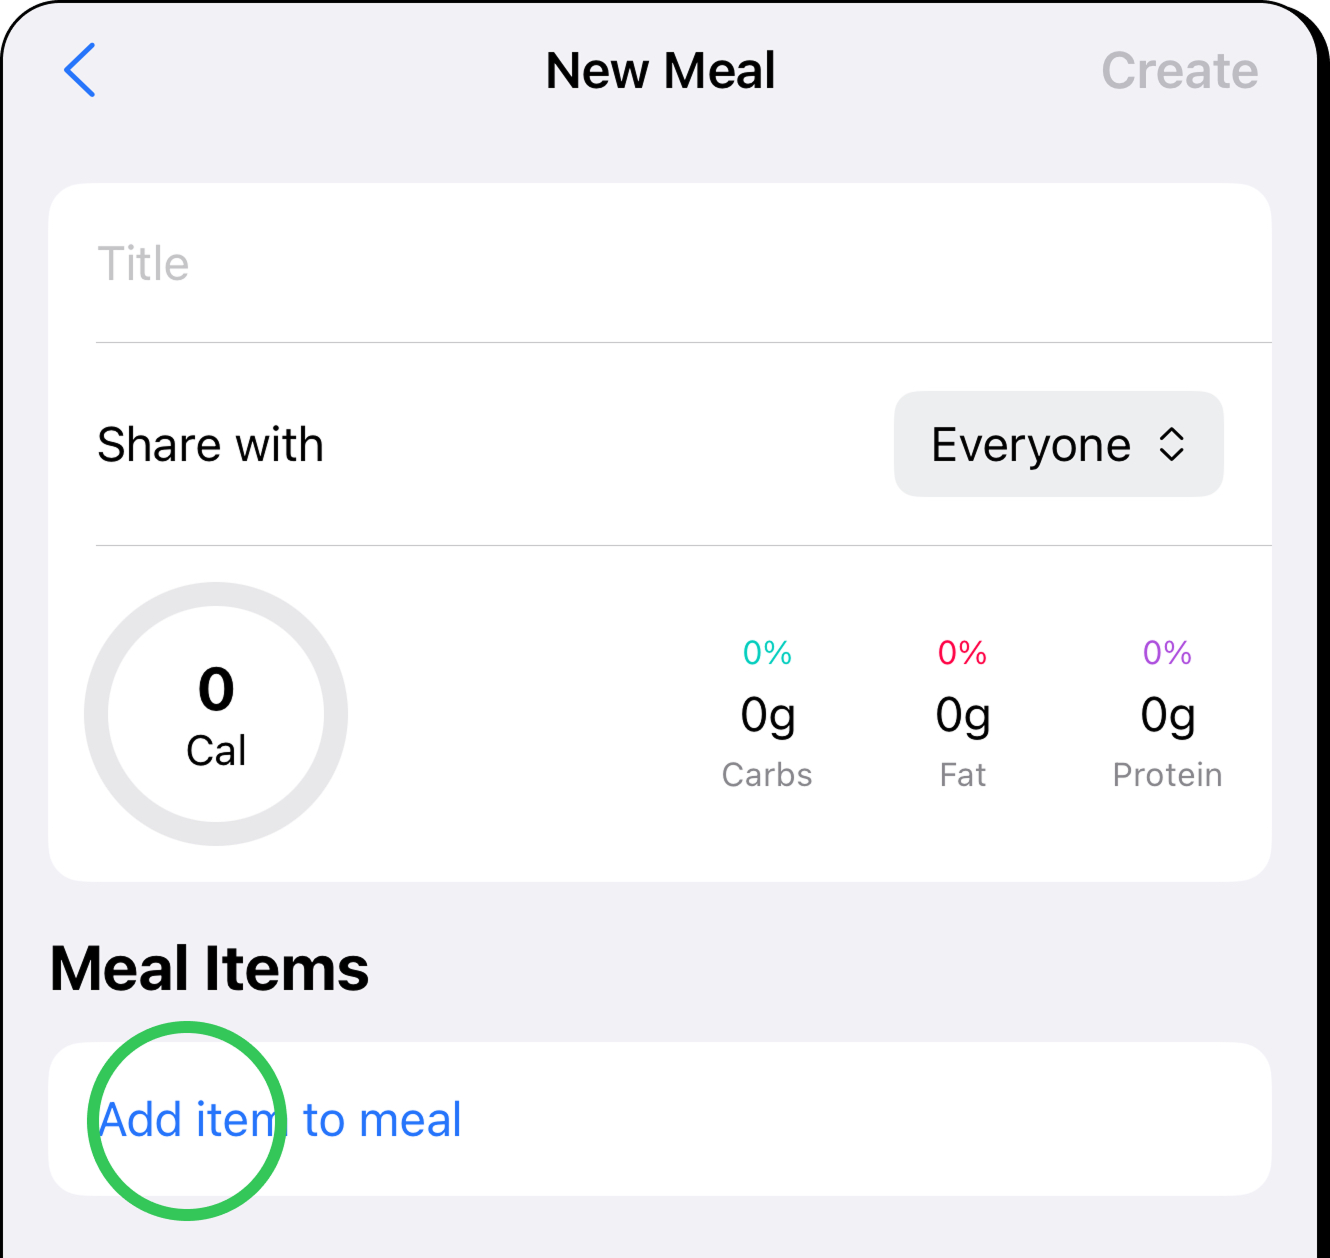 New Meal
Create
Title
Share with
Everyone
0
Cal
0%
0g
Carbs
0%
0g
Fat
0%
0g
Protein
Meal Items
Add item to meal